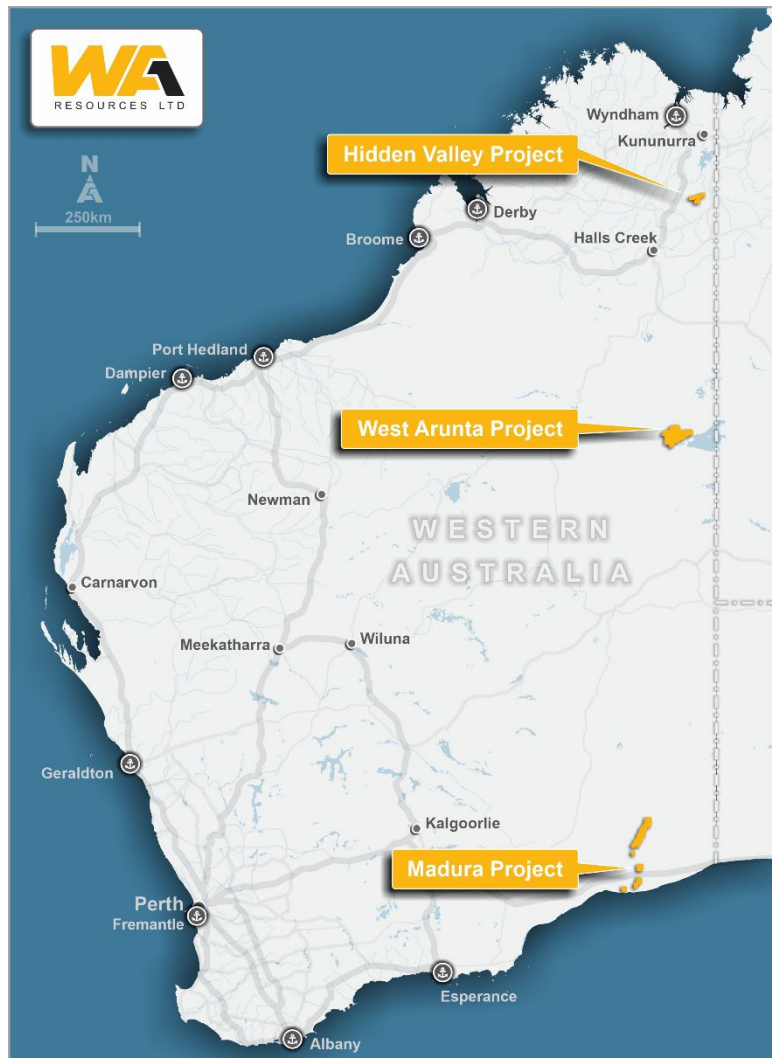 WA
RESOURCES LTD
N
250km
Wyndham
Kununurra
Hidden Valley Project
Derby
Broome
Halls Creek
Port Hedland
Dampier
West Arunta Project
Newman
WESTERN
AUSTRALIA
Carnarvon
Meekatharra
Wiluna
Geraldton
Kalgoorlie
Madura Project
Perth
Fremantle
Esperance
Albany